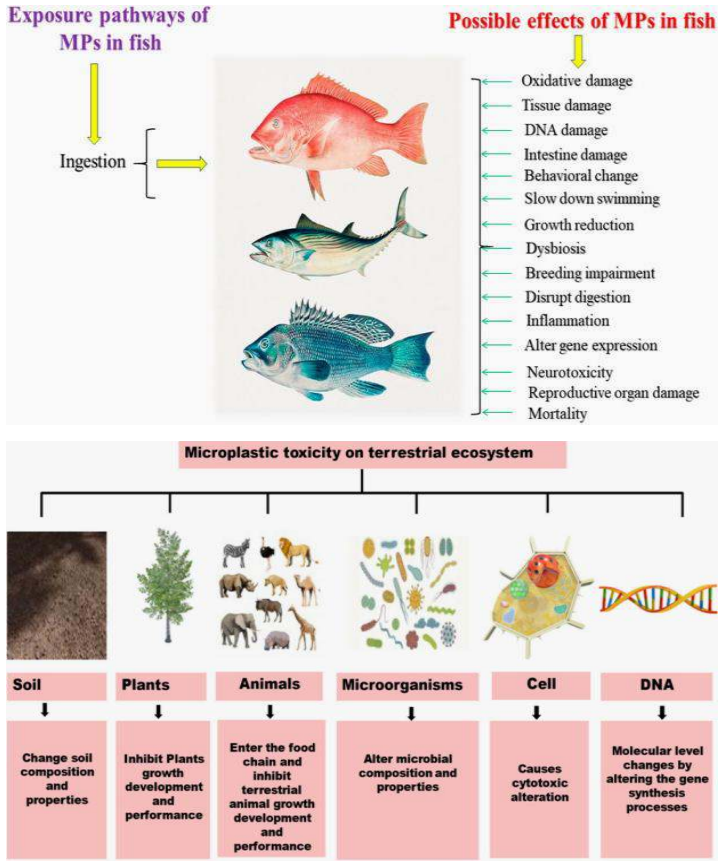 Exposure pathways of
MPs in fish
Possible effects of MPs in fish
Ingestion
Oxidative damage
Tissue damage
DNA damage
Intestine damage
Behavioral change
Slow down swimming
Growth reduction
Dysbiosis
Breeding impairment
Disrupt digestion
Inflammation
Alter gene expression
Neurotoxicity
Reproductive organ damage
Mortality
Microplastic toxicity on terrestrial ecosystem
Soil
Change soil
composition
and
properties
Plants
Inhibit Plants
growth
development
and
performance
Animals
Enter the food
chain and
inhibit
terrestrial
animal growth
development
and
performance
Microorganisms
Alter microbial
composition and
properties
Cell
Causes
cytotoxic
alteration
DNA
Molecular level
changes by
altering the gene
synthesis
processes